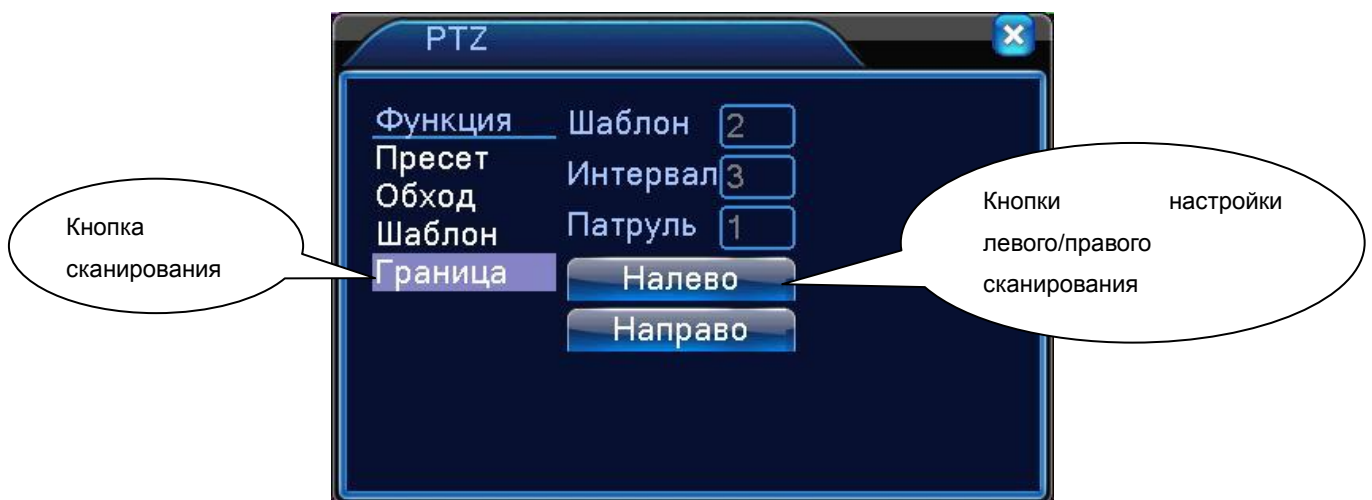 PTZ
Функция
Пресет
Обход
Шаблон
Граница
Шаблон 2
Интервал 3
Патруль 1
Налево
Направо
Кнопка
сканирования
Кнопки настройки
левого/правого
сканирования